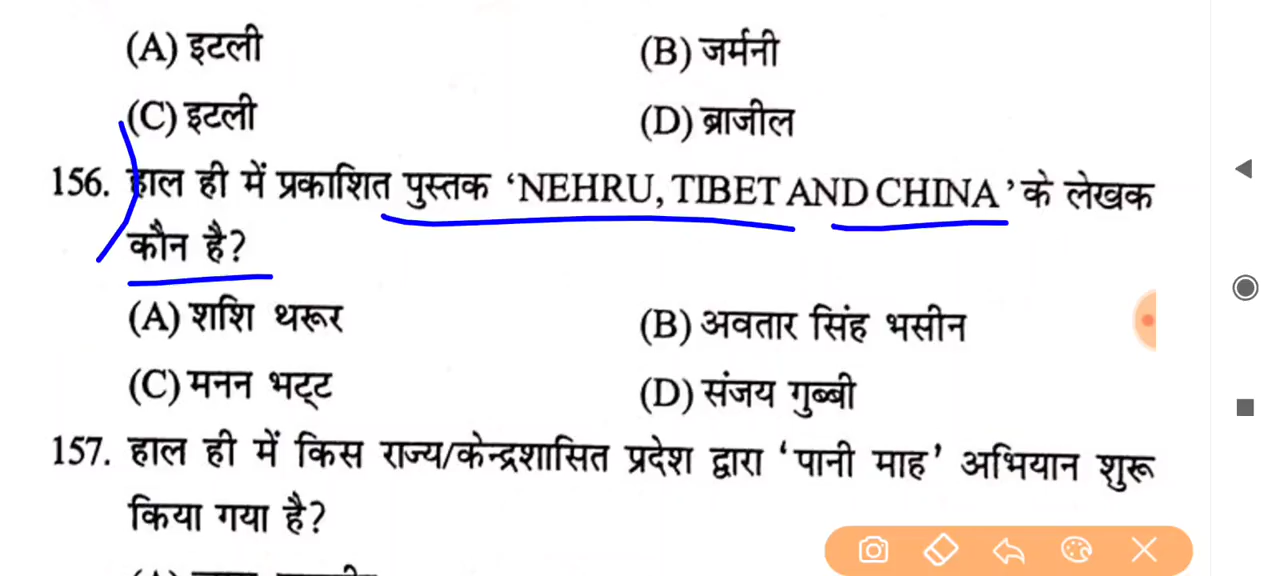 (A) इटली (B) जर्मनी
(C) इटली (D) ब्राजील
156. हाल ही में प्रकाशित पुस्तक ‘NEHRU, TIBET AND CHINA’ के लेखक
कौन है?
(A) शशि थरूर (B) अवतार सिंह भसीन
(C) मनन भट्ट (D) संजय गुब्बी
157. हाल ही में किस राज्य/केन्द्रशासित प्रदेश द्वारा ‘पानी माह’ अभियान शुरू
किया गया है?